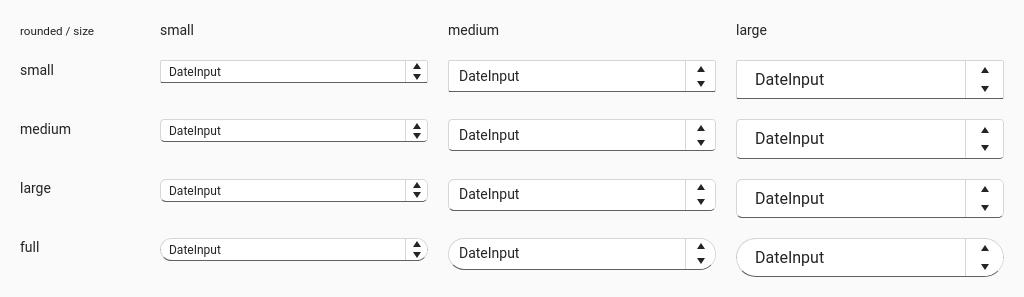 rounded / size small medium large
small DateInput DateInput DateInput
medium DateInput DateInput DateInput
large DateInput DateInput DateInput
full DateInput DateInput DateInput